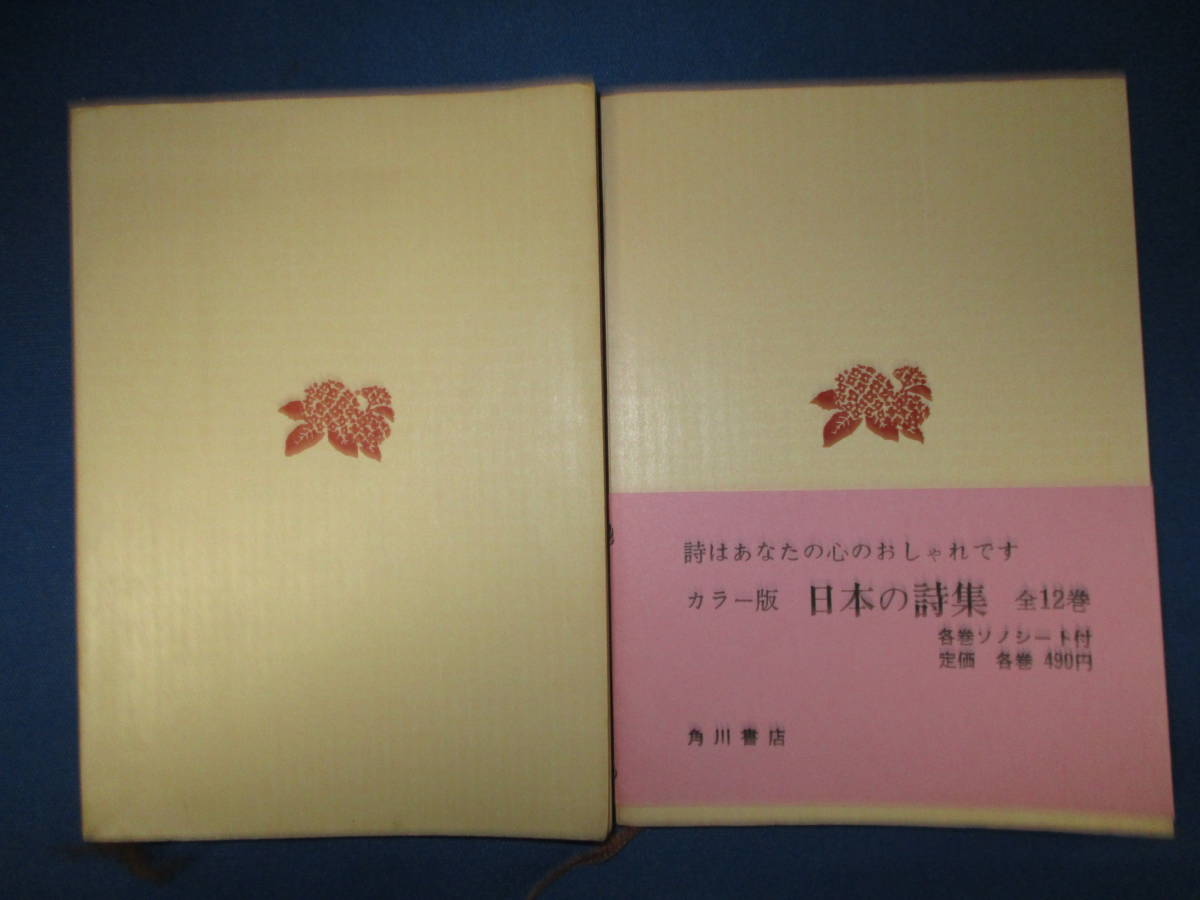 詩はあなたの心のおしゃれです
カラー版 日本の詩集 全12巻
各巻ソノシート付
定価 各巻 490円
角川書店